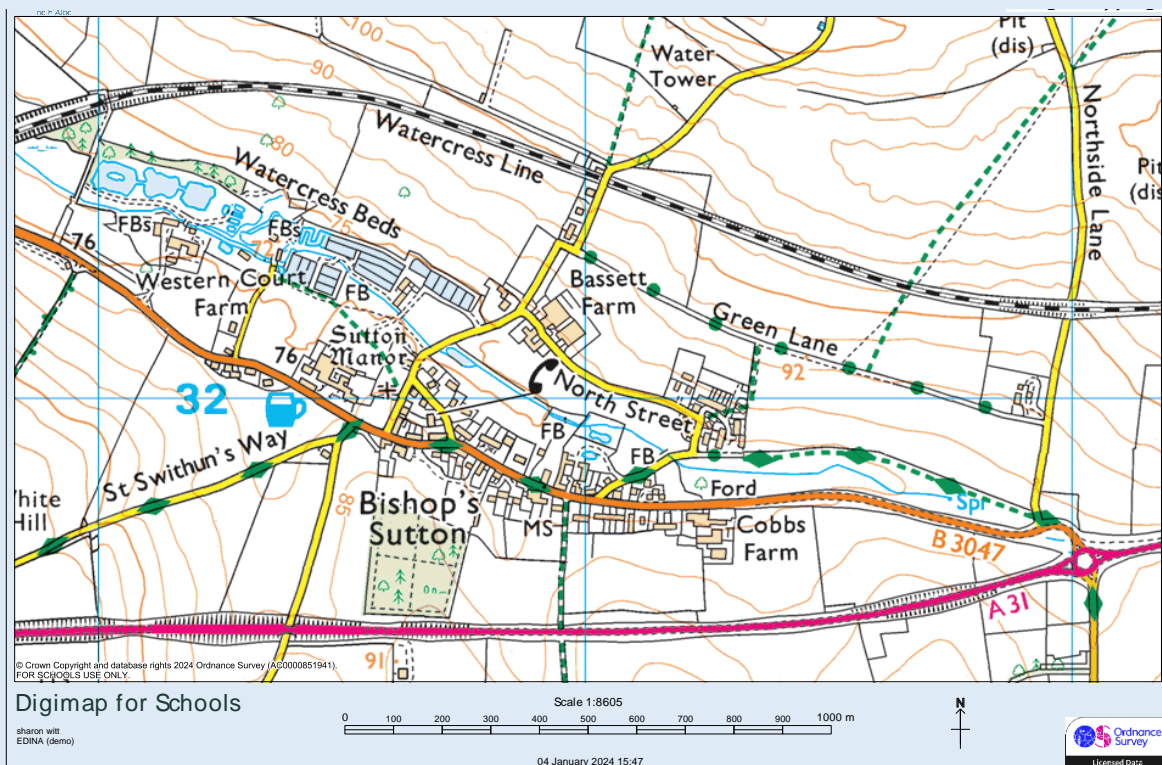 100
90
Water
Tower
Pit
(dis)
Northside Lane
Pit
(dis
Watercress Line
80
Watercress Beds
75
FBs
FBs
72
76
Western Court
Farm
FB
Bassett
Farm
Green Lane
92
Sutton
Manor
76
32
North Street
FB
FB
St Swithun's Way
hite
Hill
85
Bishop's
Sutton
MS
Ford
Cobbs
Farm
Spr
B 3047
A 31
91
© Crown Copyright and database rights 2024 Ordnance Survey (AC0000851941).
FOR SCHOOLS USE ONLY.
Digimap for Schools
sharon witt
EDINA (demo)
Scale 1:8605
0 100 200 300 400 500 600 700 800 900 1000 m
N
04 January 2024 15:47
Ordnance
Survey
Licensed Data